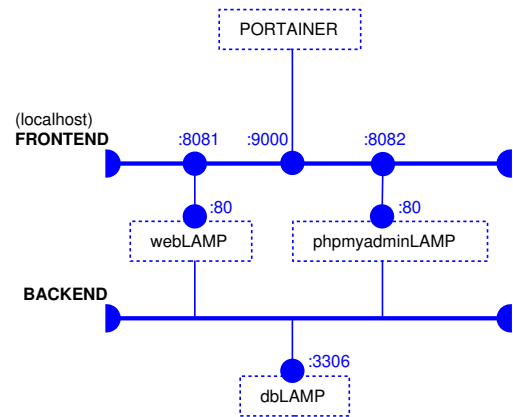 PORTAINER
(localhost)
FRONTEND
:8081 :9000 :8082
:80 :80
webLAMP phpmyadminLAMP
BACKEND
:3306
dbLAMP